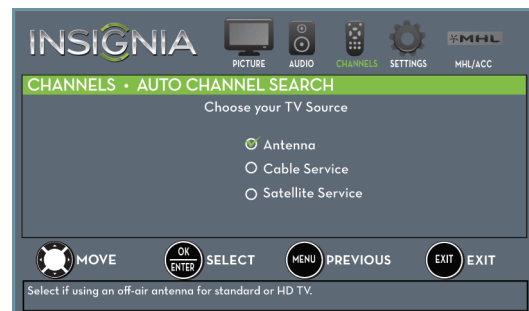 INSIGNIA
PICTURE AUDIO CHANNELS SETTINGS MHL MHL/ACC
CHANNELS • AUTO CHANNEL SEARCH
Choose your TV Source
Antenna
Cable Service
Satellite Service
MOVE OK ENTER SELECT MENU PREVIOUS EXIT EXIT
Select if using an off-air antenna for standard or HD TV.